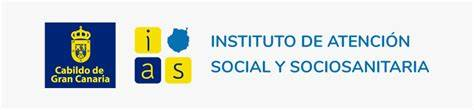 Cabildo de
Gran Canaria
i
a s
INSTITUTO DE ATENCIÓN
SOCIAL Y SOCIOSANITARIA